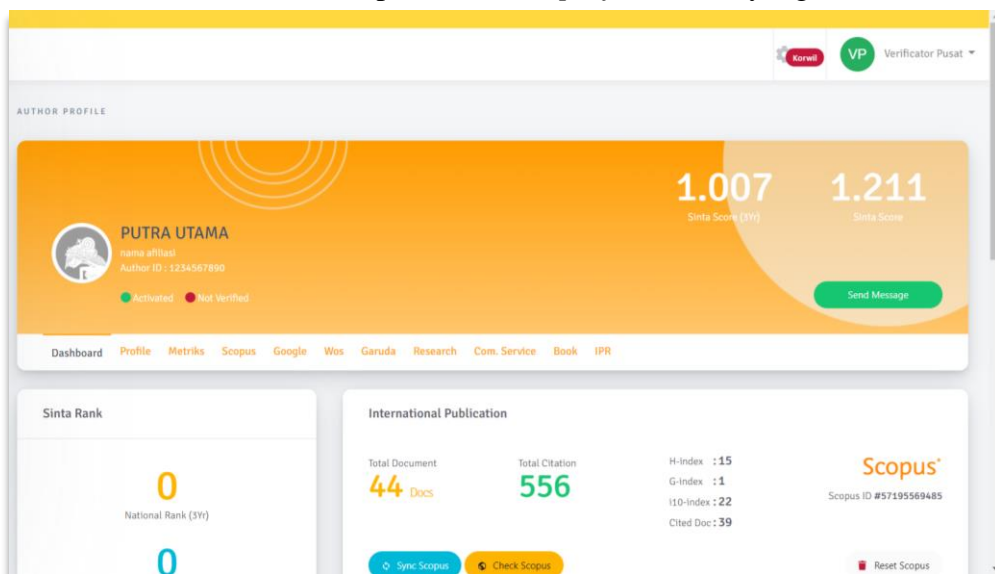 Korwil
VP
Verificator Pusat
AUTHOR PROFILE
1.007
Sinta Score (3Yr)
1.211
Sinta Score
PUTRA UTAMA
nama afiliasi
Author ID : 1234567890
Activated Not Verified
Send Message
Dashboard Profile Metriks Scopus Google Wos Garuda Research Com. Service Book IPR
Sinta Rank
0
National Rank (3Yr)
0
International Publication
Total Document
44 Docs
Total Citation
556
H-Index : 15
G-Index : 1
i10-Index : 22
Cited Doc : 39
Scopus
Scopus ID #57195569485
Sync Scopus
Check Scopus
Reset Scopus